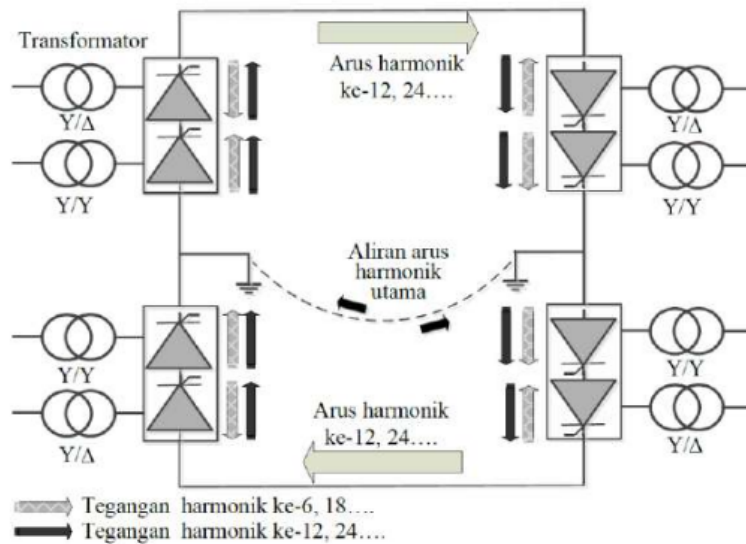 Transformator
Y/Δ
Y/Y
Arus harmonik
ke-12, 24....
Y/Δ
Y/Y
Aliran arus
harmonik
utama
Y/Y
Y/Δ
Arus harmonik
ke-12, 24....
Y/Y
Y/Δ
Tegangan harmonik ke-6, 18....
Tegangan harmonik ke-12, 24....